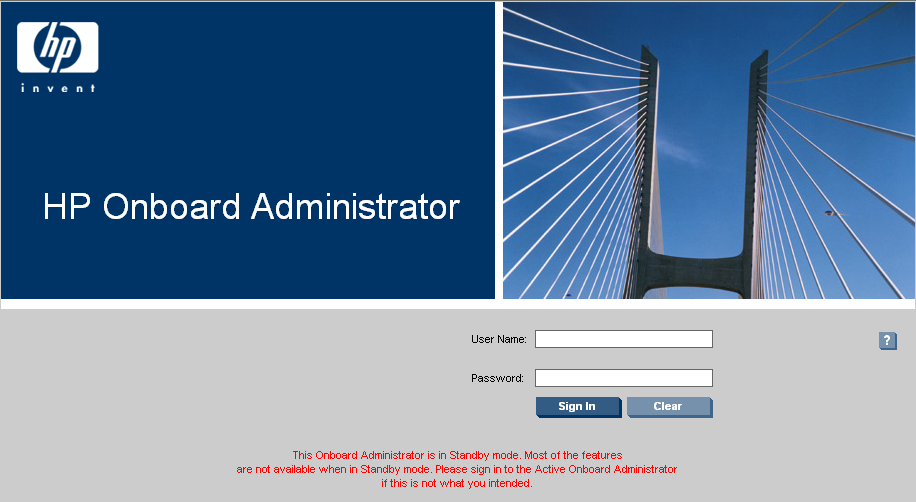 hp
invent
HP Onboard Administrator
User Name:
?
Password:
Sign In
Clear
This Onboard Administrator is in Standby mode. Most of the features
are not available when in Standby mode. Please sign in to the Active Onboard Administrator
if this is not what you intended.